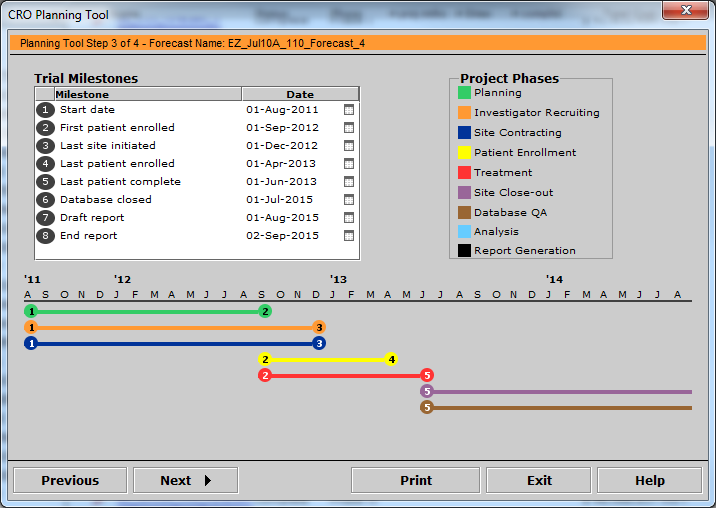 CRO Planning Tool
Planning Tool Step 3 of 4 - Forecast Name: EZ_Jul10A_110_Forecast_4
Trial Milestones
Milestone Date
1 Start date 01-Aug-2011
2 First patient enrolled 01-Sep-2012
3 Last site initiated 01-Dec-2012
4 Last patient enrolled 01-Apr-2013
5 Last patient complete 01-Jun-2013
6 Database closed 01-Jul-2015
7 Draft report 01-Aug-2015
8 End report 02-Sep-2015
Project Phases
Planning
Investigator Recruiting
Site Contracting
Patient Enrollment
Treatment
Site Close-out
Database QA
Analysis
Report Generation
'11 '12 '13 '14
A S O N D J F M A M J J A S O N D J F M A M J J A S O N D J F M A M J J A
1 2
1 3
1 3
2 4
2 5
5
5
Previous Next Print Exit Help